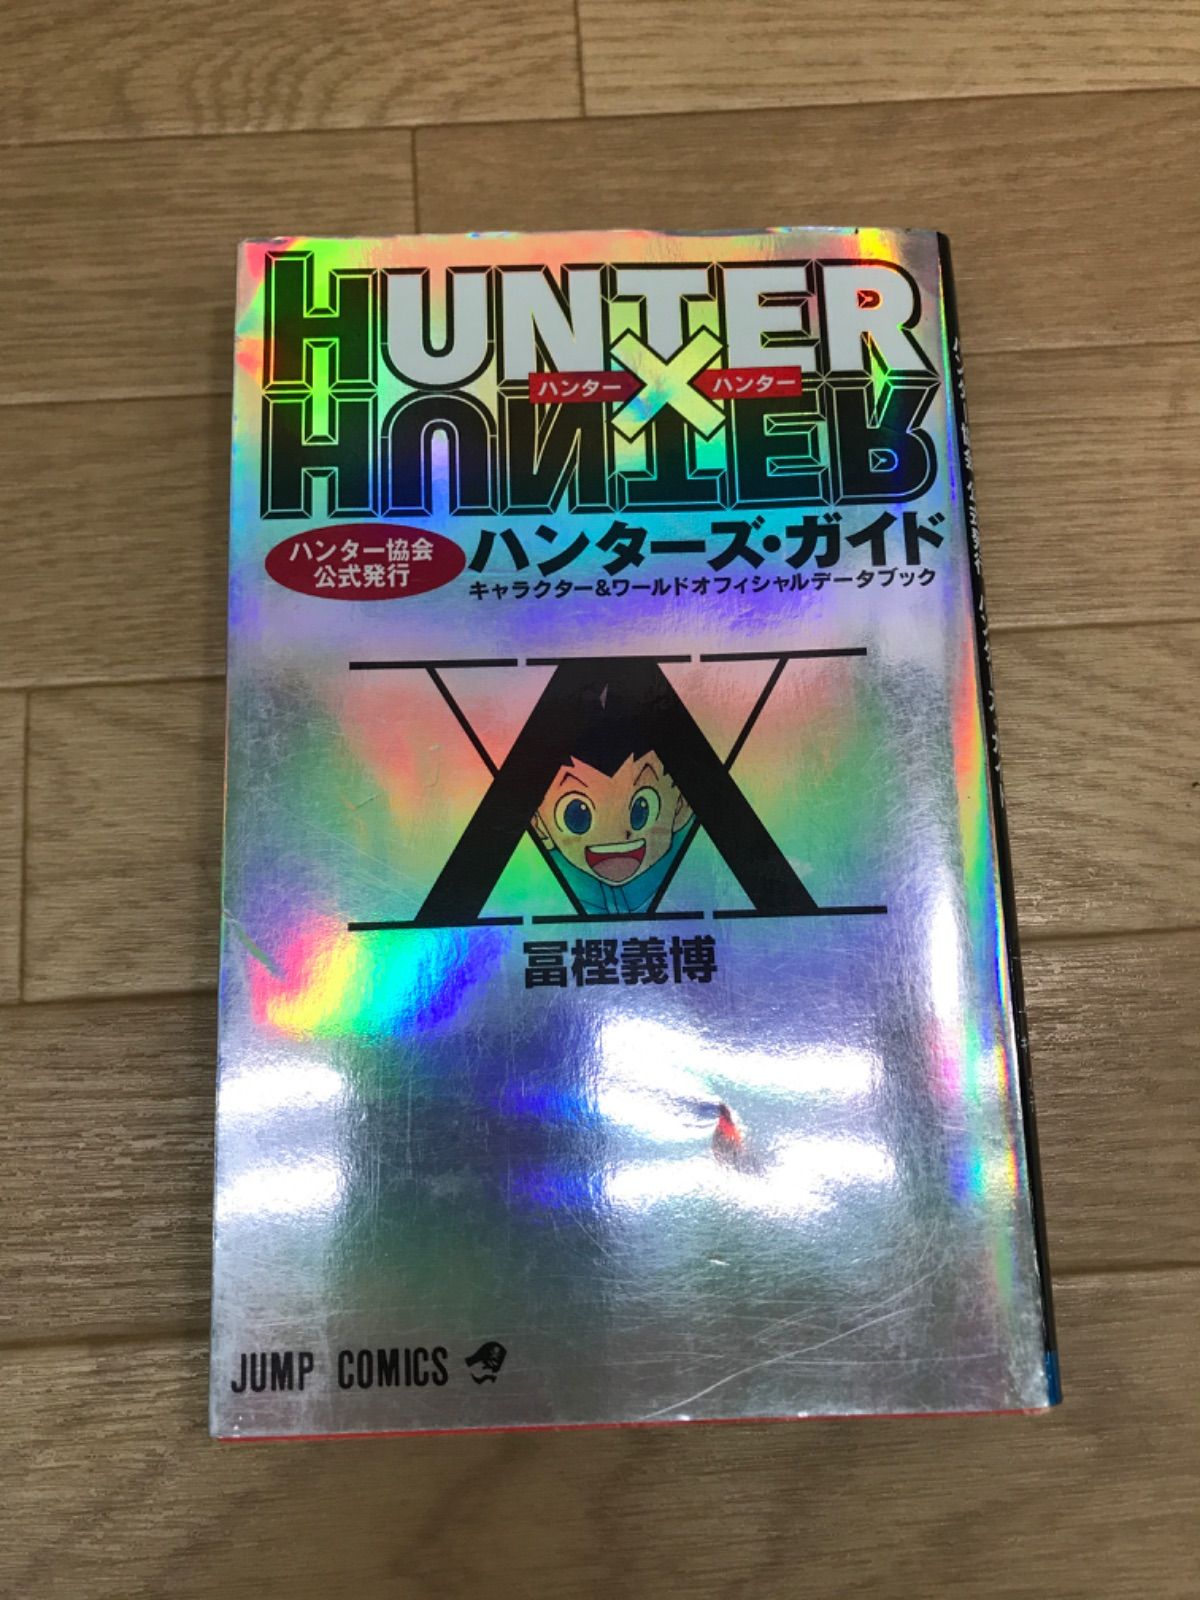 HUNTER
ハンター×ハンター
HUNTER
ハンター協会
公式発行
ハンターズ・ガイド
キャラクター&ワールドオフィシャルデータブック
冨樫義博
JUMP COMICS